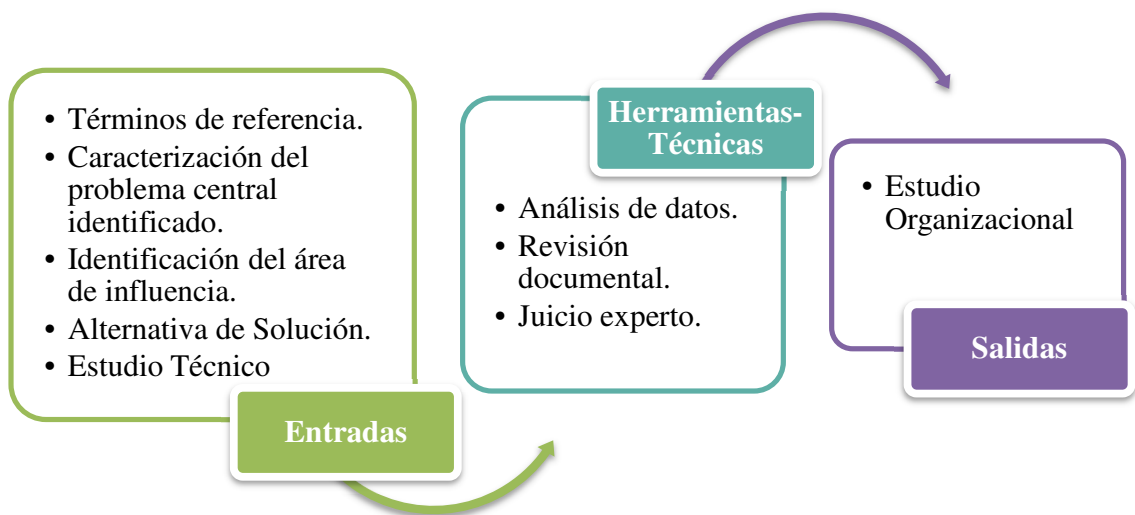 • Términos de referencia.
• Caracterización del
problema central
identificado.
• Identificación del área
de influencia.
• Alternativa de Solución.
• Estudio Técnico
Entradas
Herramientas-
Técnicas
• Análisis de datos.
• Revisión
documental.
• Juicio experto.
• Estudio
Organizacional
Salidas